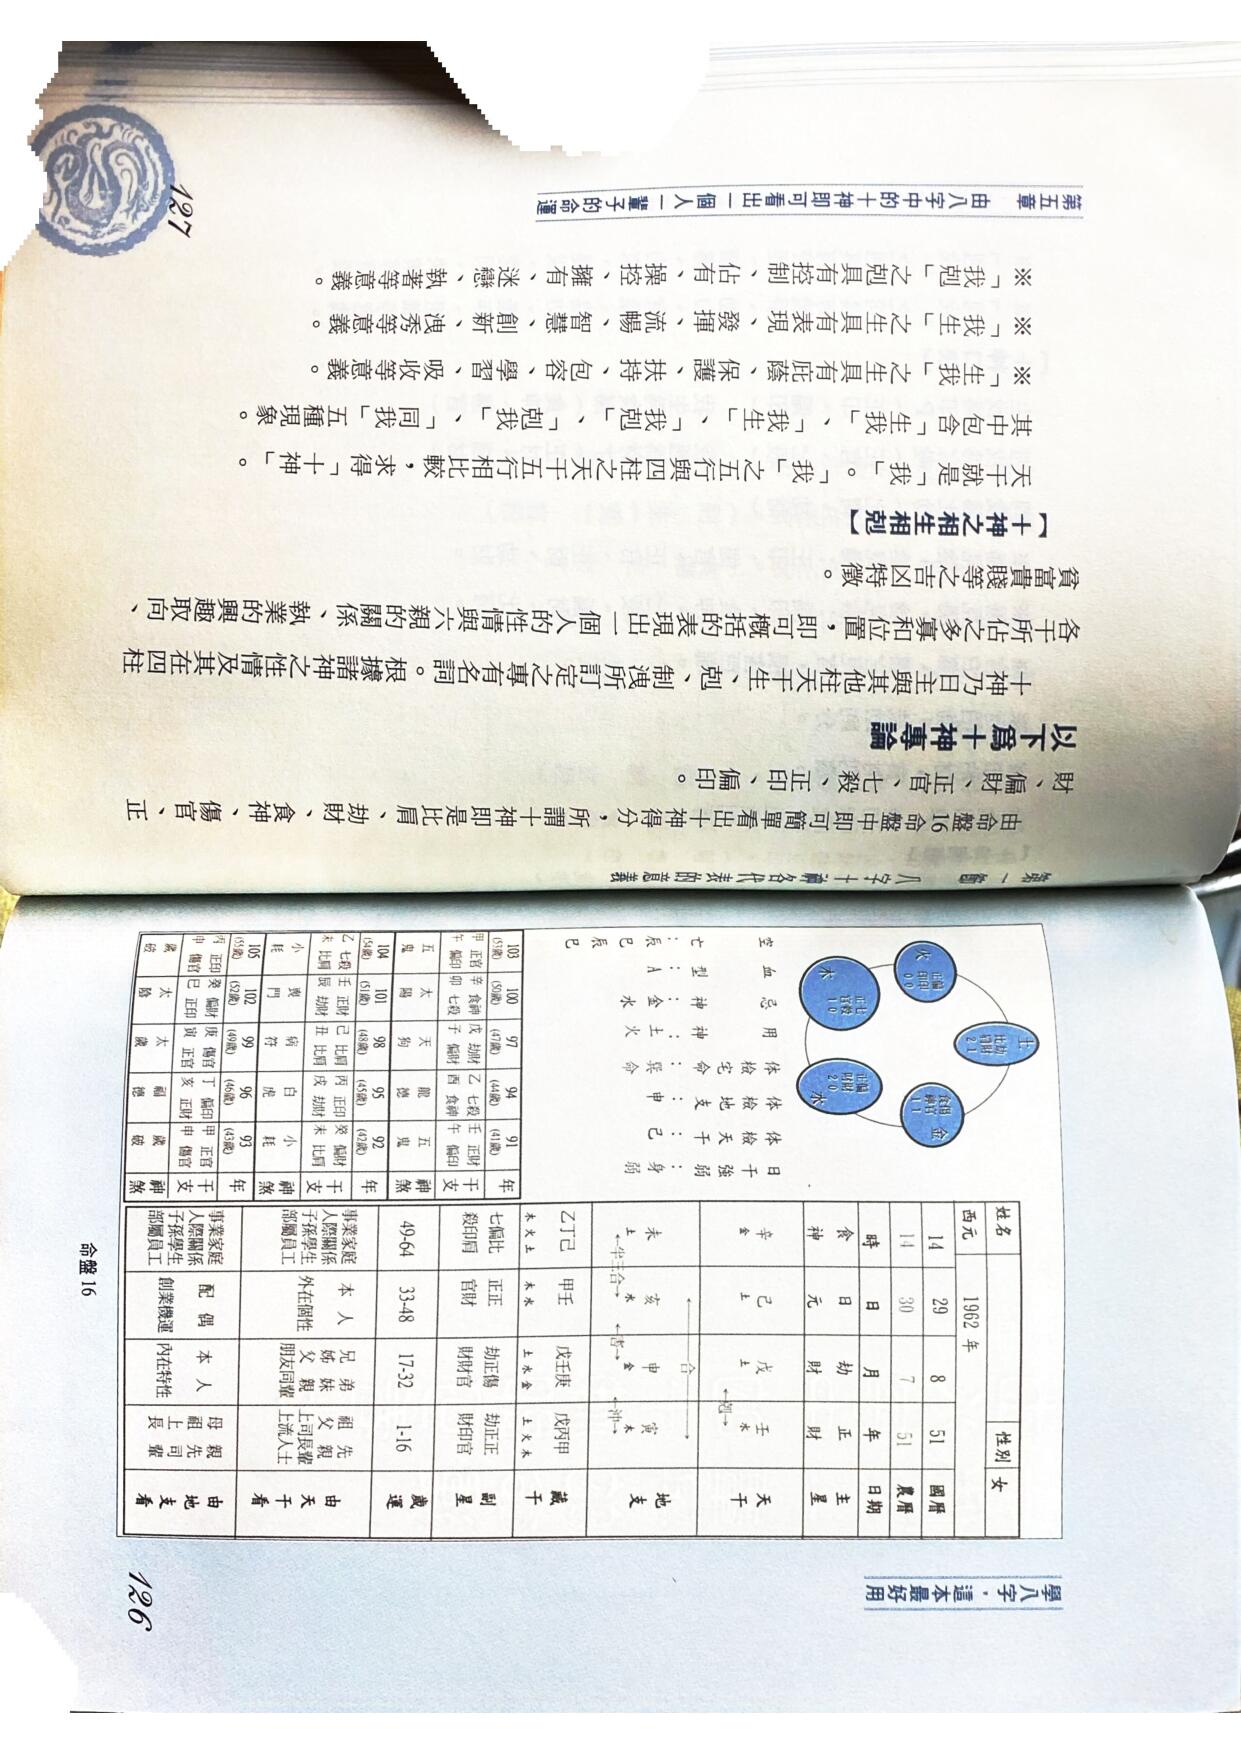 學八字，這本最好用
126
姓名 性別 女
西元 1962 年
14 29 8 51 國曆
14 30 7 51 農曆
時 日 月 年 日期
食神 日元 劫財 正財 主星
辛金 己土 戊土 壬水 天干
←剋→
←合→
未土 亥水 申金 寅木 地支
←半三合→ ←害→ ←沖→
乙丁己 甲壬 戊壬庚 戊丙甲 藏干
木火土 木水 土水金 土火木
七偏比 正正 劫正傷 劫正正 副星
殺印肩 官財 財財官 財印官
49-64 33-48 17-32 1-16 歲運
事業家庭 本人 兄弟 祖先 由天干看
人際關係 姊妹 父親
子孫學生 外在個性 父親 上司長輩
部屬員工 朋友同輩 上流人士
事業家庭 配偶 本人 母親 由地支看
人際關係 祖先
子孫學生 創業機運 內在特性 上司
部屬員工 長輩
土 比肩2 劫財1
金 食神1 傷官1
水 正財2 偏財0
木 正官1 七殺0
火 正印0 偏印0
日干強弱：身弱
体檢天干：己
体檢地支：申
体檢宅命：巽命
用神：土火
忌神：金水
血型：A
空亡：辰巳辰巳
103 100 97 94 91 年
(53歲) (50歲) (47歲) (44歲) (41歲)
甲 正官 辛 食神 戊 劫財 乙 七殺 壬 正財 干支
午 偏印 卯 七殺 子 偏財 酉 食神 午 偏印
五鬼 太陽 天狗 龍德 五鬼 神煞
104 101 98 95 92 年
(54歲) (51歲) (48歲) (45歲) (42歲)
乙 七殺 壬 正財 己 比肩 丙 正印 癸 偏財 干支
未 比肩 辰 劫財 丑 比肩 戌 劫財 未 比肩
小耗 喪門 病符 白虎 小耗 神煞
105 102 99 96 93 年
(55歲) (52歲) (49歲) (46歲) (43歲)
丙 正印 癸 偏財 庚 傷官 丁 偏印 甲 正官 干支
申 傷官 巳 正印 寅 正官 亥 正財 申 傷官
歲破 太陰 太歲 福德 歲破 神煞
命盤 16
第一節 八字十神各代表的意義
由命盤16命盤中即可簡單看出十神得分，所謂十神即是比肩、劫財、食神、傷官、正
財、偏財、正官、七殺、正印、偏印。
以下為十神專論
十神乃日主與其他柱天干生、剋、制洩所訂定之專有名詞。根據諸神之性情及其在四柱
各干所佔之多寡和位置，即可概括的表現出一個人的性情與六親的關係、執業的興趣取向、
貧富貴賤等之吉凶特徵。
【十神之相生相剋】
天干就是「我」。「我」之五行與四柱之天干五行相比較，求得「十神」。
其中包含「生我」、「我生」、「我剋」、「剋我」、「同我」五種現象。
※「生我」之生具有庇蔭、保護、扶持、包容、學習、吸收等意義。
※「我生」之生具有表現、發揮、流暢、智慧、創新、洩秀等意義。
※「我剋」之剋具有控制、佔有、操控、擁有、迷戀、執著等意義。
第五章 由八字中的十神即可看出一個人一輩子的命運
127